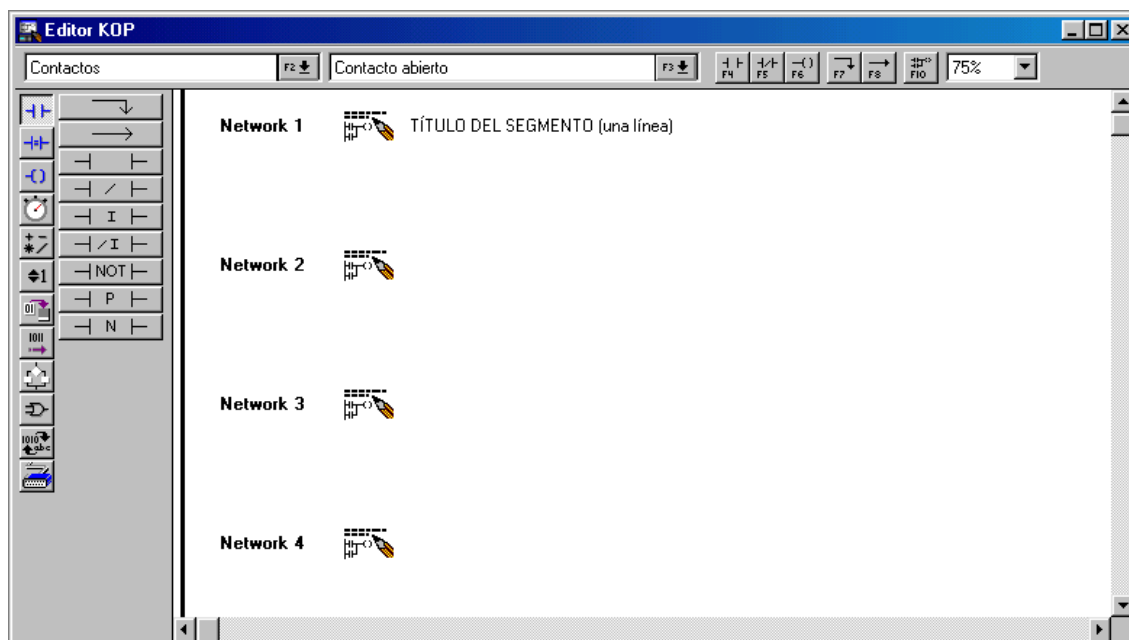 Editor KOP
Contactos F2 Contacto abierto F3 F4 F5 F6 F7 F8 F10 75%
Network 1 TÍTULO DEL SEGMENTO (una línea)
I
/I
NOT
P
N
Network 2
Network 3
Network 4